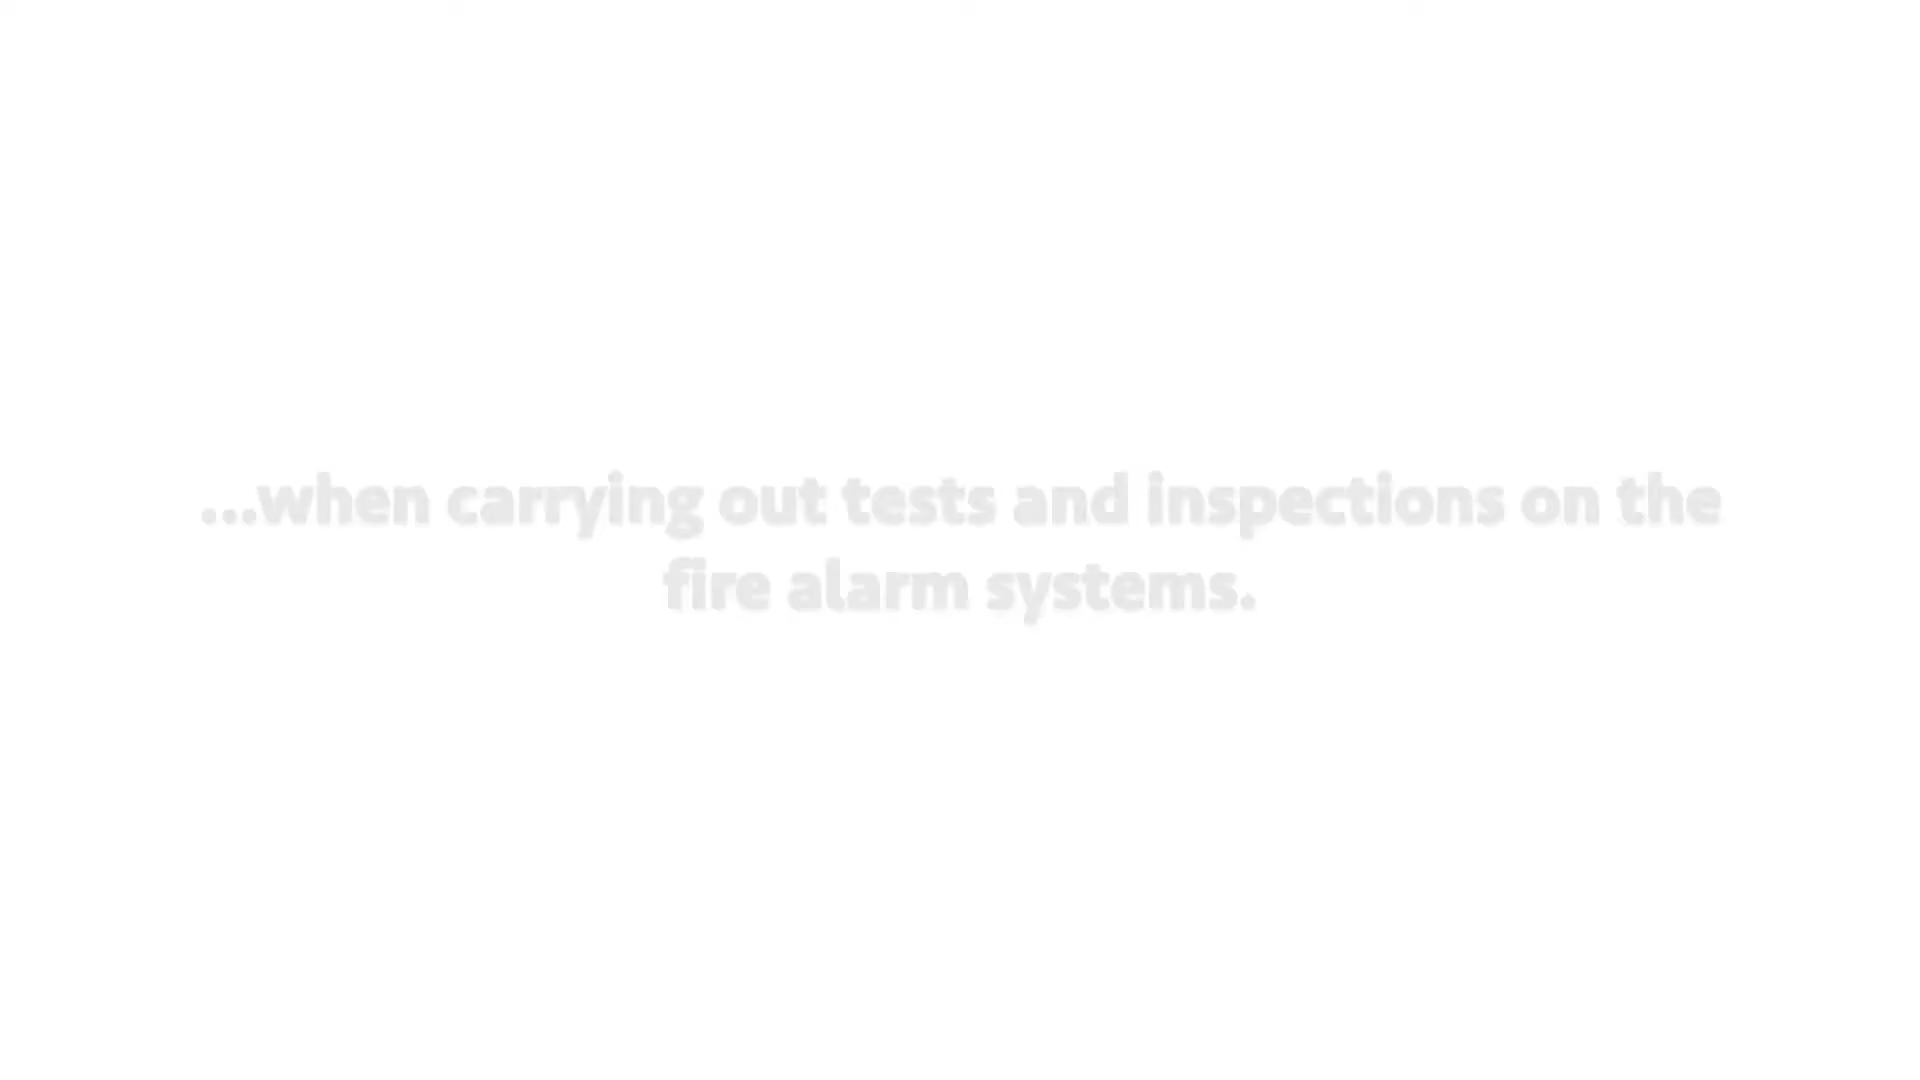 ...when carrying out tests and inspections on the
fire alarm systems.